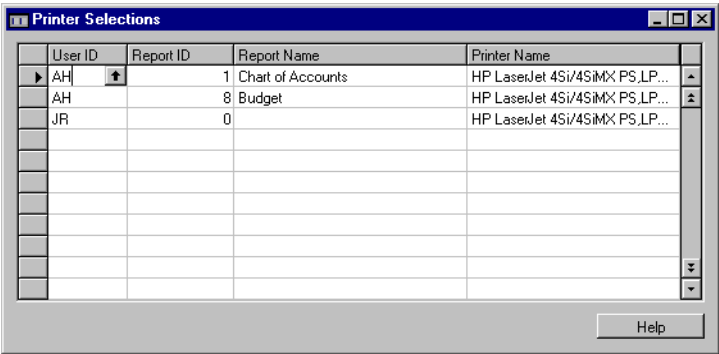 Printer Selections
User ID Report ID Report Name Printer Name
AH 1 Chart of Accounts HP LaserJet 4Si/4SiMX PS,LP...
AH 8 Budget HP LaserJet 4Si/4SiMX PS,LP...
JR 0 HP LaserJet 4Si/4SiMX PS,LP...
Help